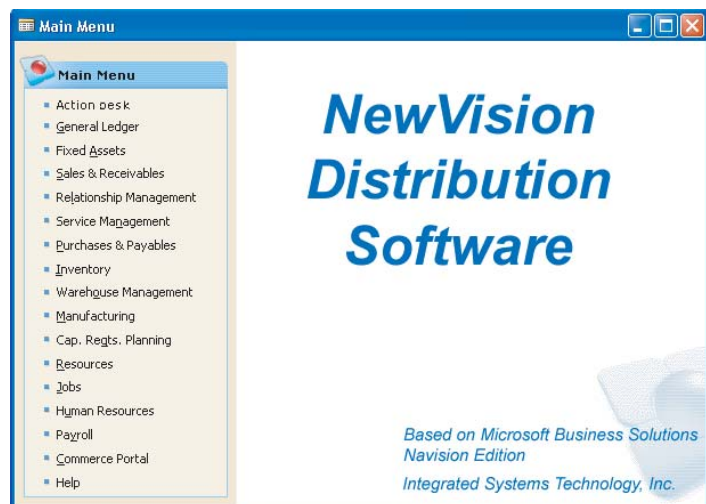 Main Menu
Main Menu
Action Desk
General Ledger
Fixed Assets
Sales & Receivables
Relationship Management
Service Management
Purchases & Payables
Inventory
Warehouse Management
Manufacturing
Cap. Reqts. Planning
Resources
Jobs
Human Resources
Payroll
Commerce Portal
Help
NewVision
Distribution
Software
Based on Microsoft Business Solutions
Navision Edition
Integrated Systems Technology, Inc.